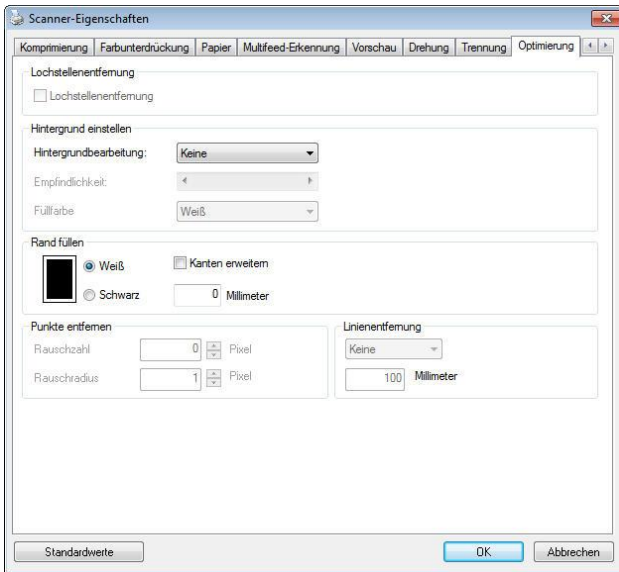 Scanner-Eigenschaften
Komprimierung Farbunterdrückung Papier Multifeed-Erkennung Vorschau Drehung Trennung Optimierung
Lochstellenentfernung
Lochstellenentfernung
Hintergrund einstellen
Hintergrundbearbeitung: Keine
Empfindlichkeit:
Füllfarbe Weiß
Rand füllen
Weiß Kanten erweitern
Schwarz 0 Millimeter
Punkte entfernen Linienentfernung
Rauschzahl 0 Pixel Keine
Rauschradius 1 Pixel 100 Millimeter
Standardwerte OK Abbrechen